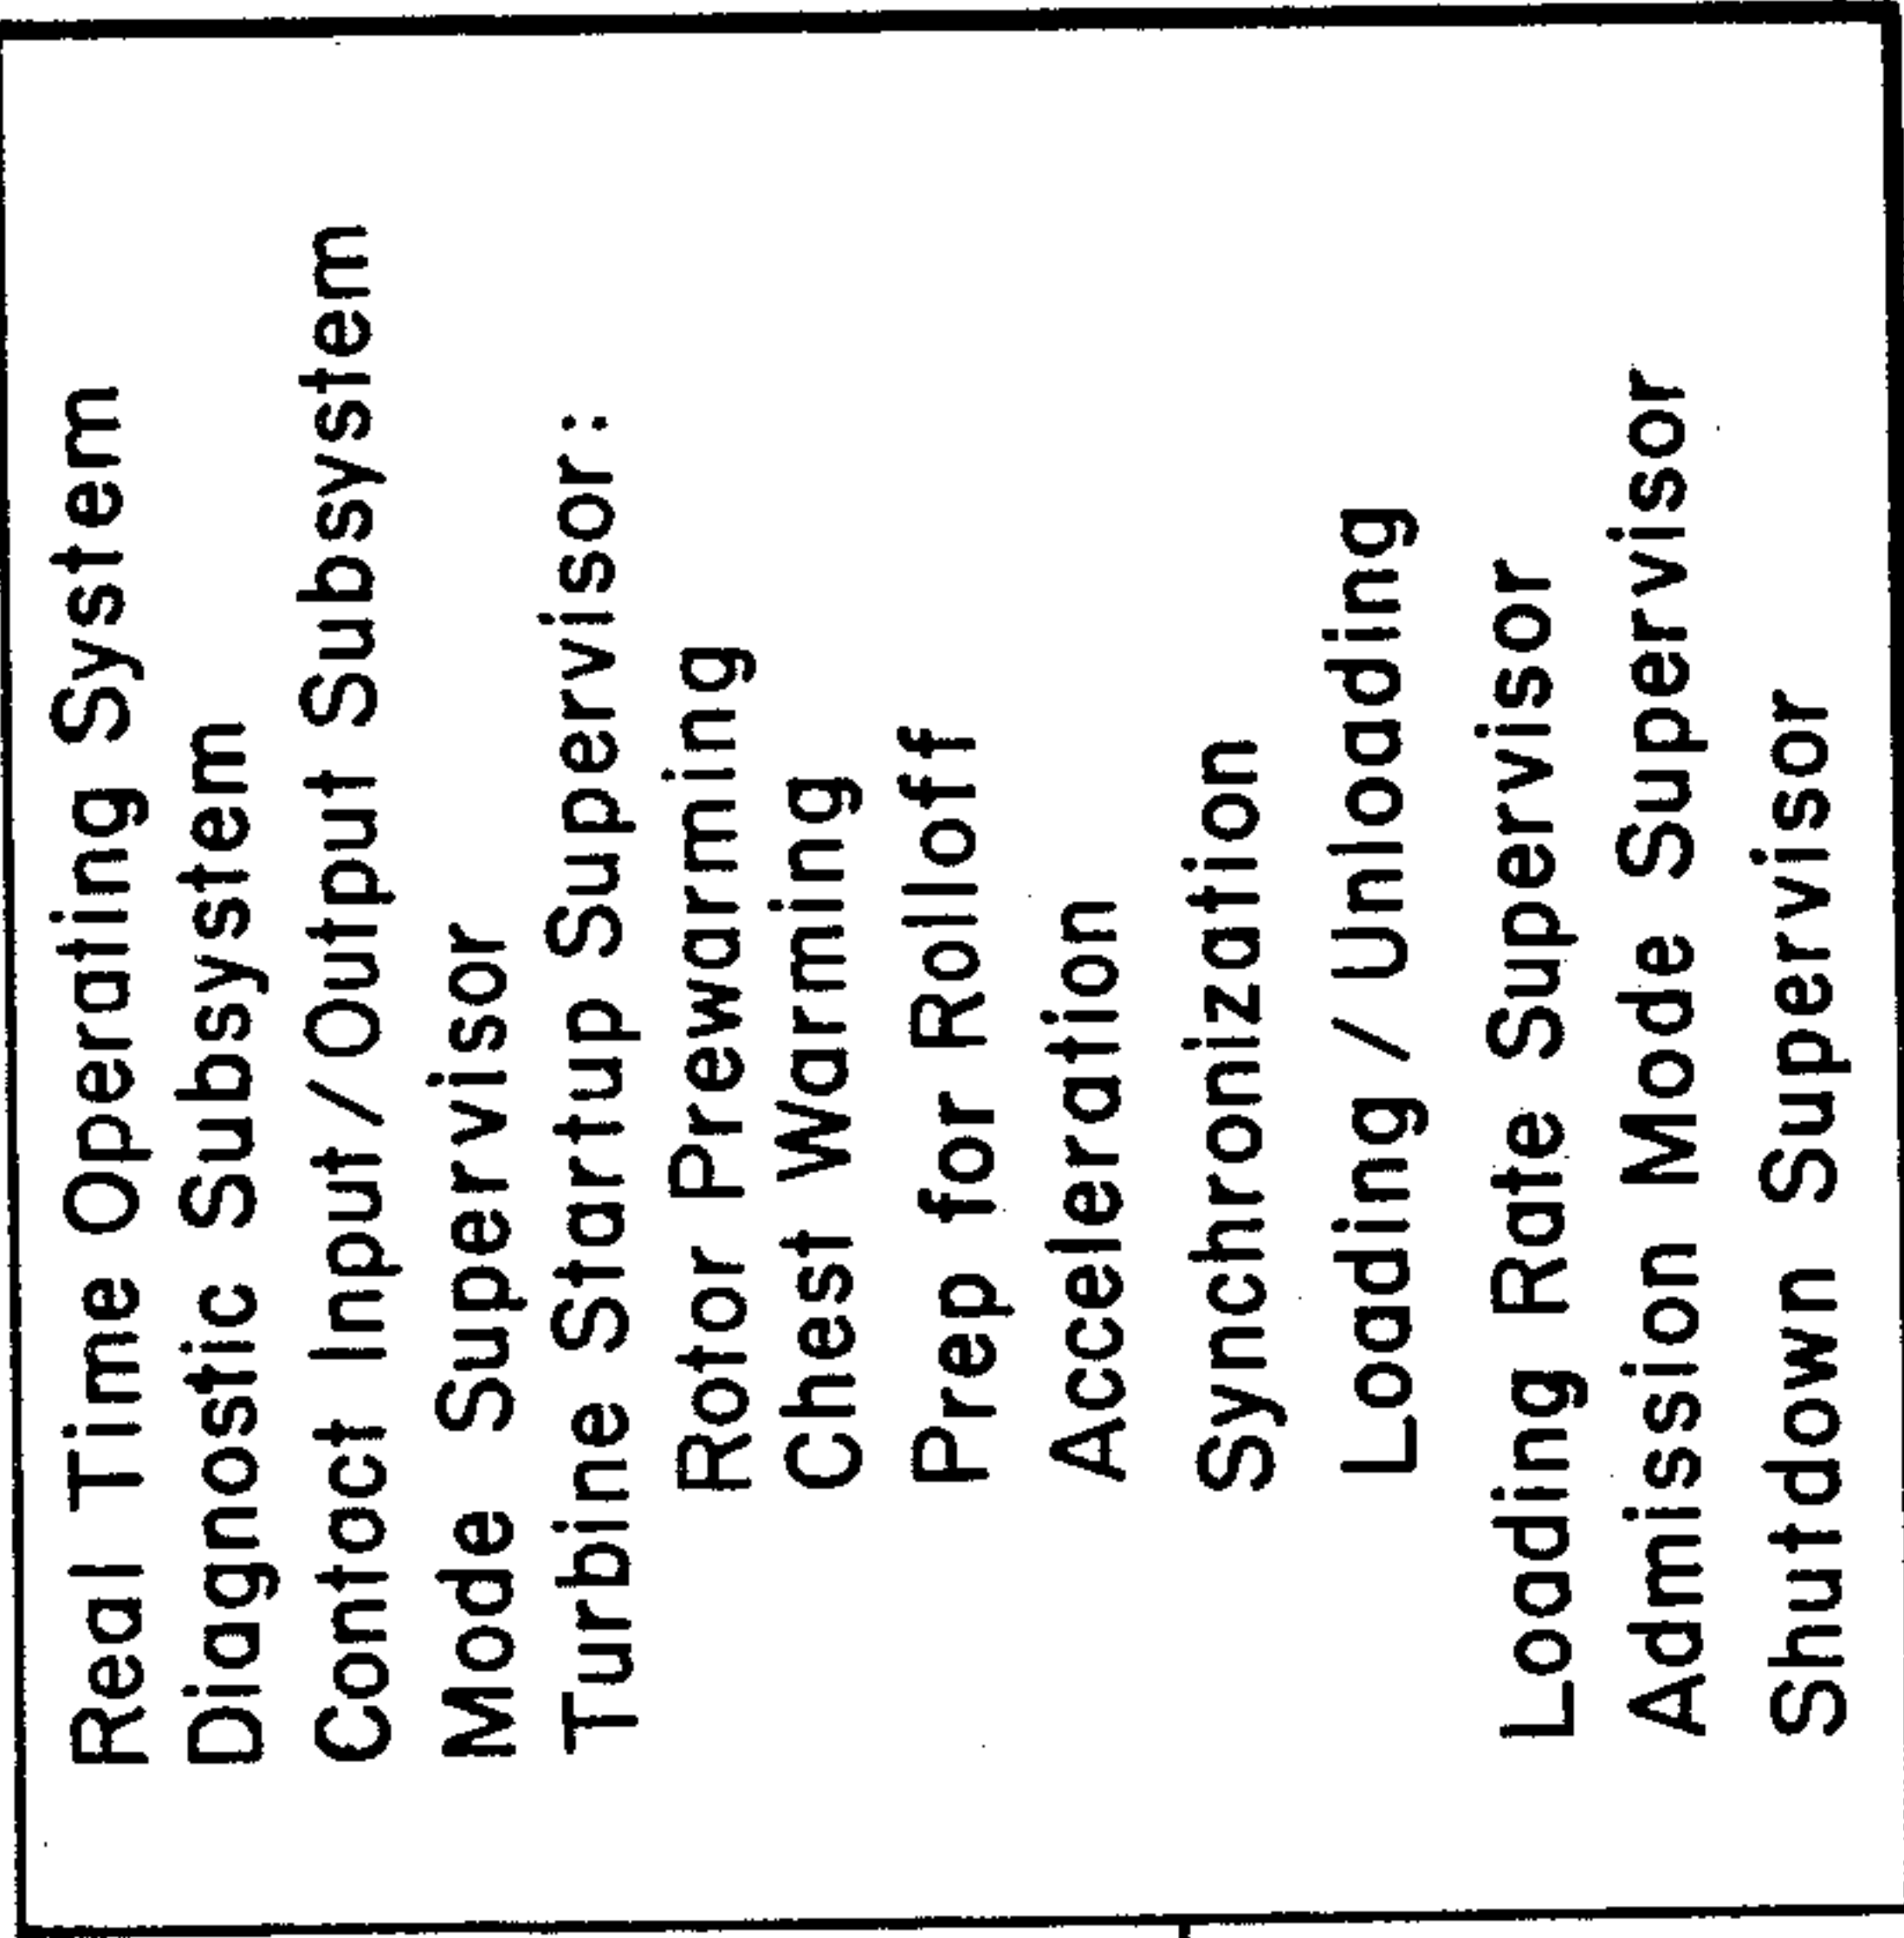 Real Time Operating System
Diagnostic Subsystem
Contact Input/Output Subsystem
Mode Supervisor
Turbine Startup Supervisor:
Rotor Prewarming
Chest Warming
Prep for Rolloff
Acceleration
Synchronization
Loading / Unloading
Loading Rate Supervisor
Admission Mode Supervisor
Shutdown Supervisor